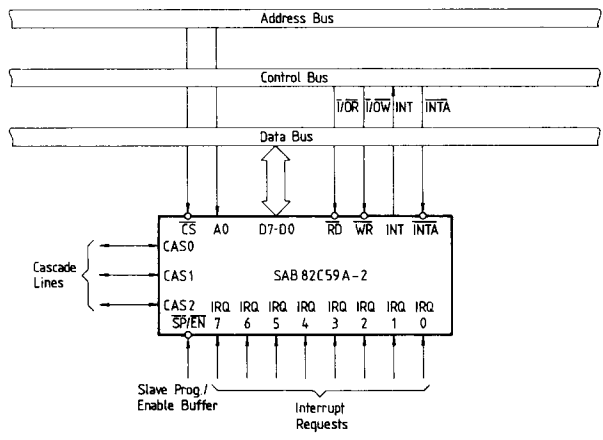 Address Bus
Control Bus
I/OR I/OW INT INTA
Data Bus
CS A0 D7-D0 RD WR INT INTA
CAS0
Cascade Lines
CAS1
SAB 82C59A-2
CAS2
IRQ IRQ IRQ IRQ IRQ IRQ IRQ IRQ
SP/EN 7 6 5 4 3 2 1 0
Slave Prog./
Enable Buffer
Interrupt
Requests